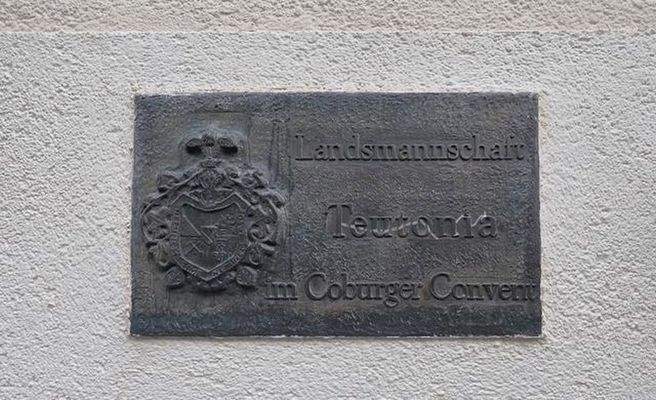 Landsmannschaft
Teutonia
im Coburger Convent